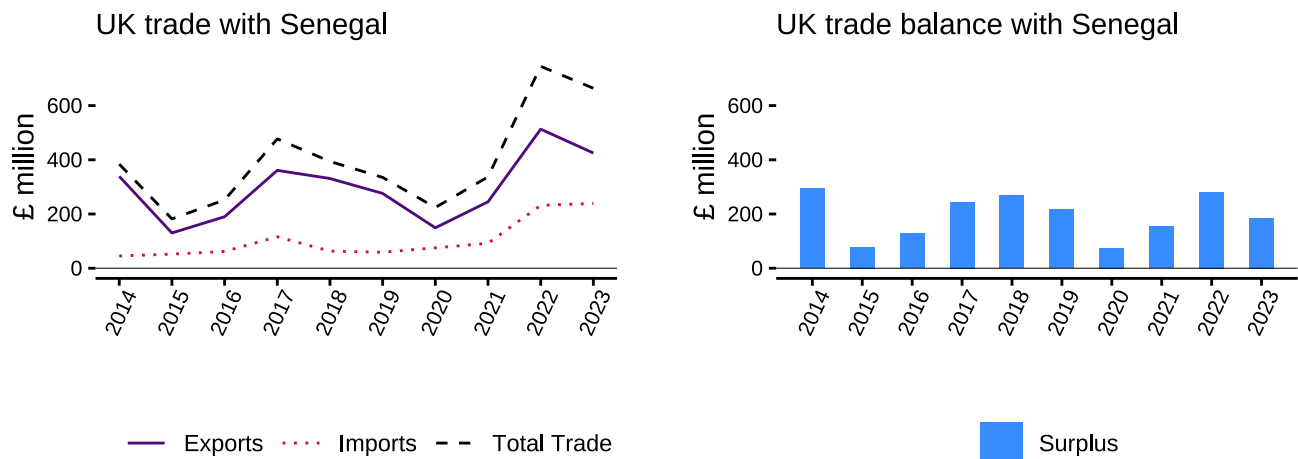 UK trade with Senegal
£ million
600
400
200
0
2014 2015 2016 2017 2018 2019 2020 2021 2022 2023
Exports Imports Total Trade
UK trade balance with Senegal
£ million
600
400
200
0
2014 2015 2016 2017 2018 2019 2020 2021 2022 2023
Surplus